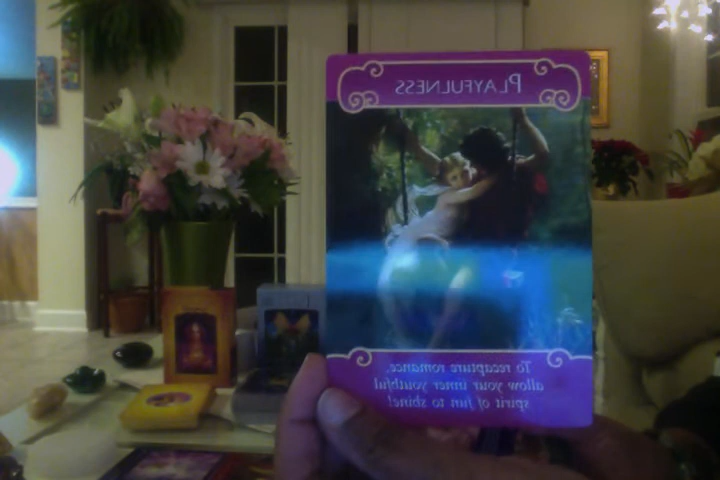 PLAYFULNESS
To recapture romance,
allow your inner youthful
spirit of fun to shine!